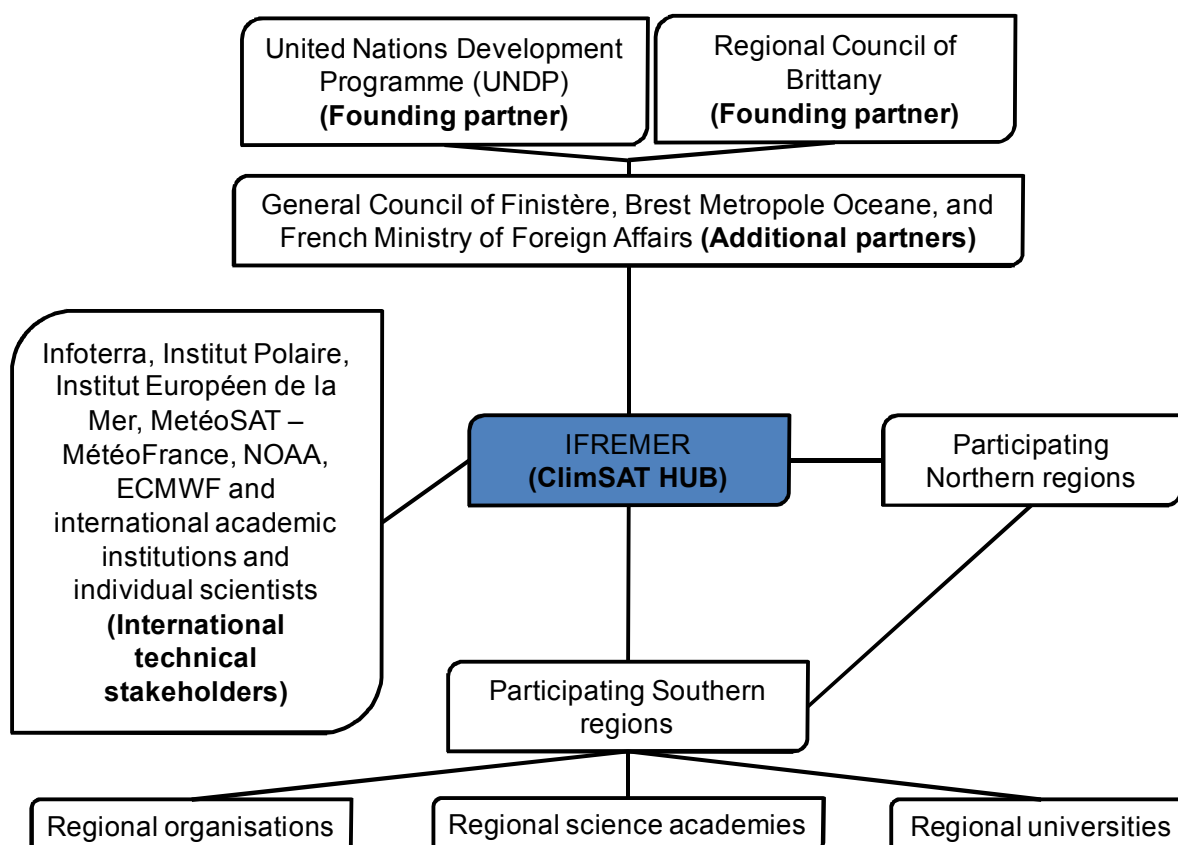 United Nations Development
Programme (UNDP)
(Founding partner)
Regional Council of
Brittany
(Founding partner)
General Council of Finistère, Brest Metropole Oceane, and
French Ministry of Foreign Affairs (Additional partners)
Infoterra, Institut Polaire,
Institut Européen de la
Mer, MetéoSAT –
MétéoFrance, NOAA,
ECMWF and
international academic
institutions and
individual scientists
(International
technical
stakeholders)
IFREMER
(ClimSAT HUB)
Participating
Northern regions
Participating Southern
regions
Regional organisations
Regional science academies
Regional universities